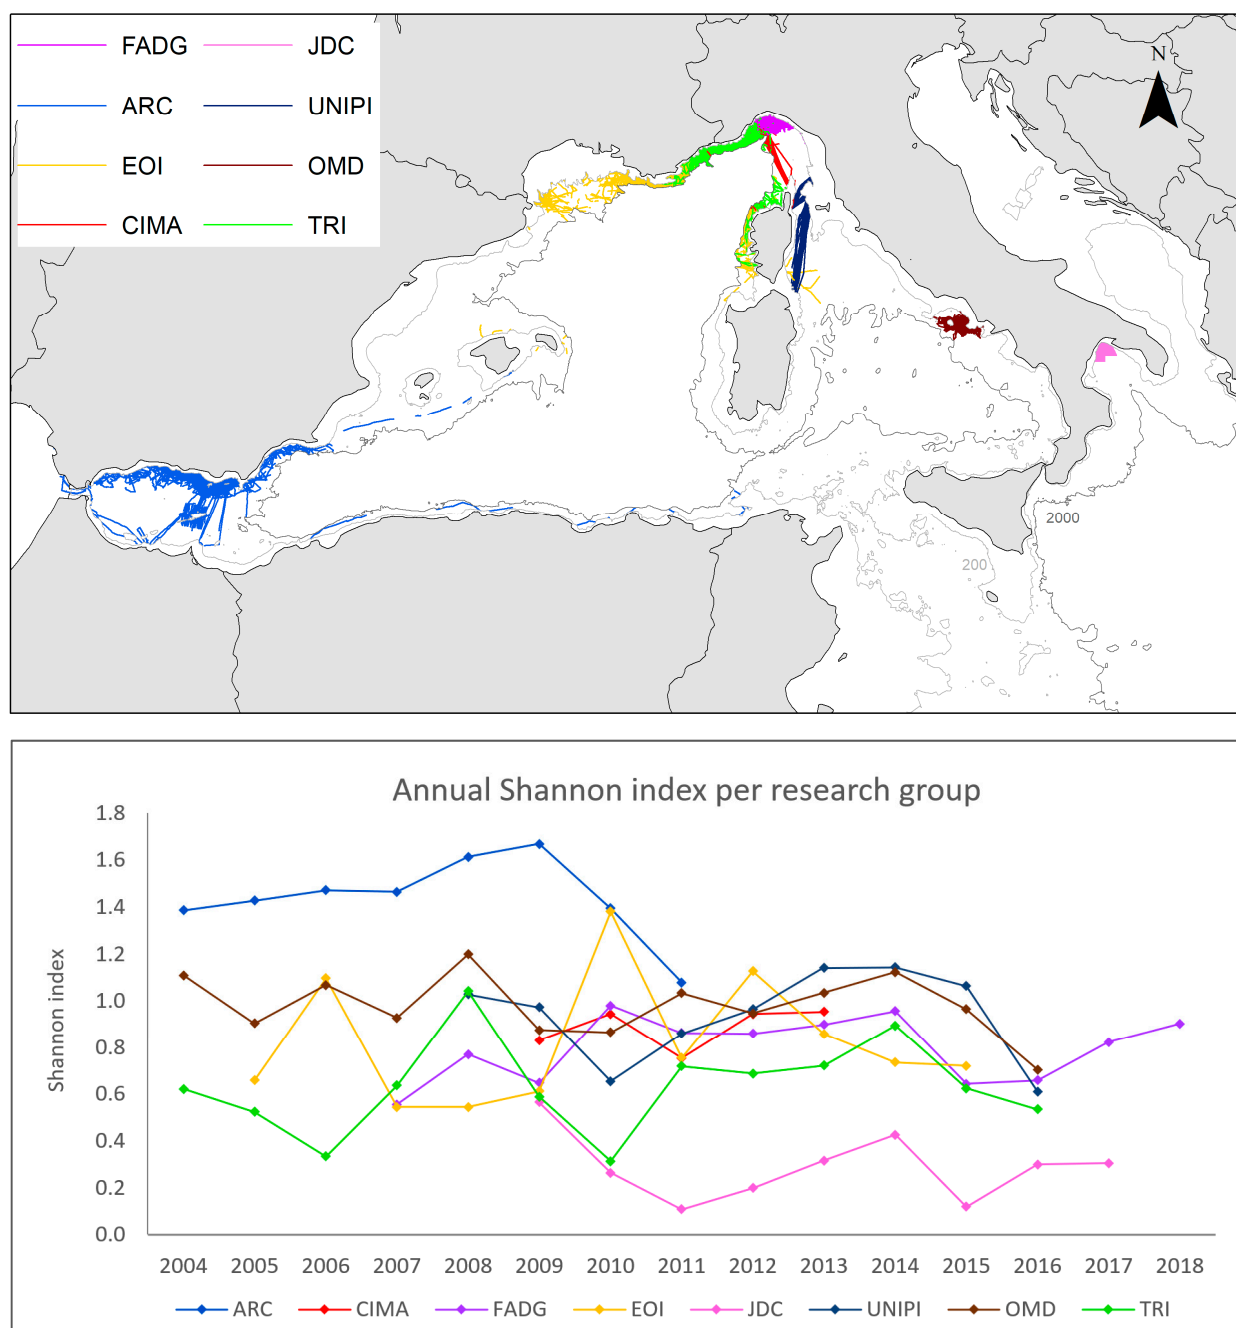 FADG JDC
ARC UNIPI
EOI OMD
CIMA TRI
N
2000
200
Annual Shannon index per research group
Shannon index
1.8
1.6
1.4
1.2
1.0
0.8
0.6
0.4
0.2
0.0
2004 2005 2006 2007 2008 2009 2010 2011 2012 2013 2014 2015 2016 2017 2018
ARC CIMA FADG EOI JDC UNIPI OMD TRI